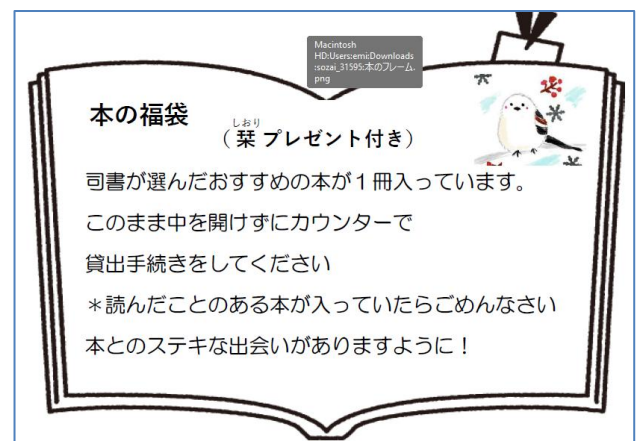 Macintosh
HD:Users:emi:Downloads
:sozai_31595:本のフレーム.
png
本の福袋
しおり
（栞 プレゼント付き）
司書が選んだおすすめの本が１冊入っています。
このまま中を開けずにカウンターで
貸出手続きをしてください
＊読んだことのある本が入っていたらごめんなさい
本とのステキな出会いがありますように！